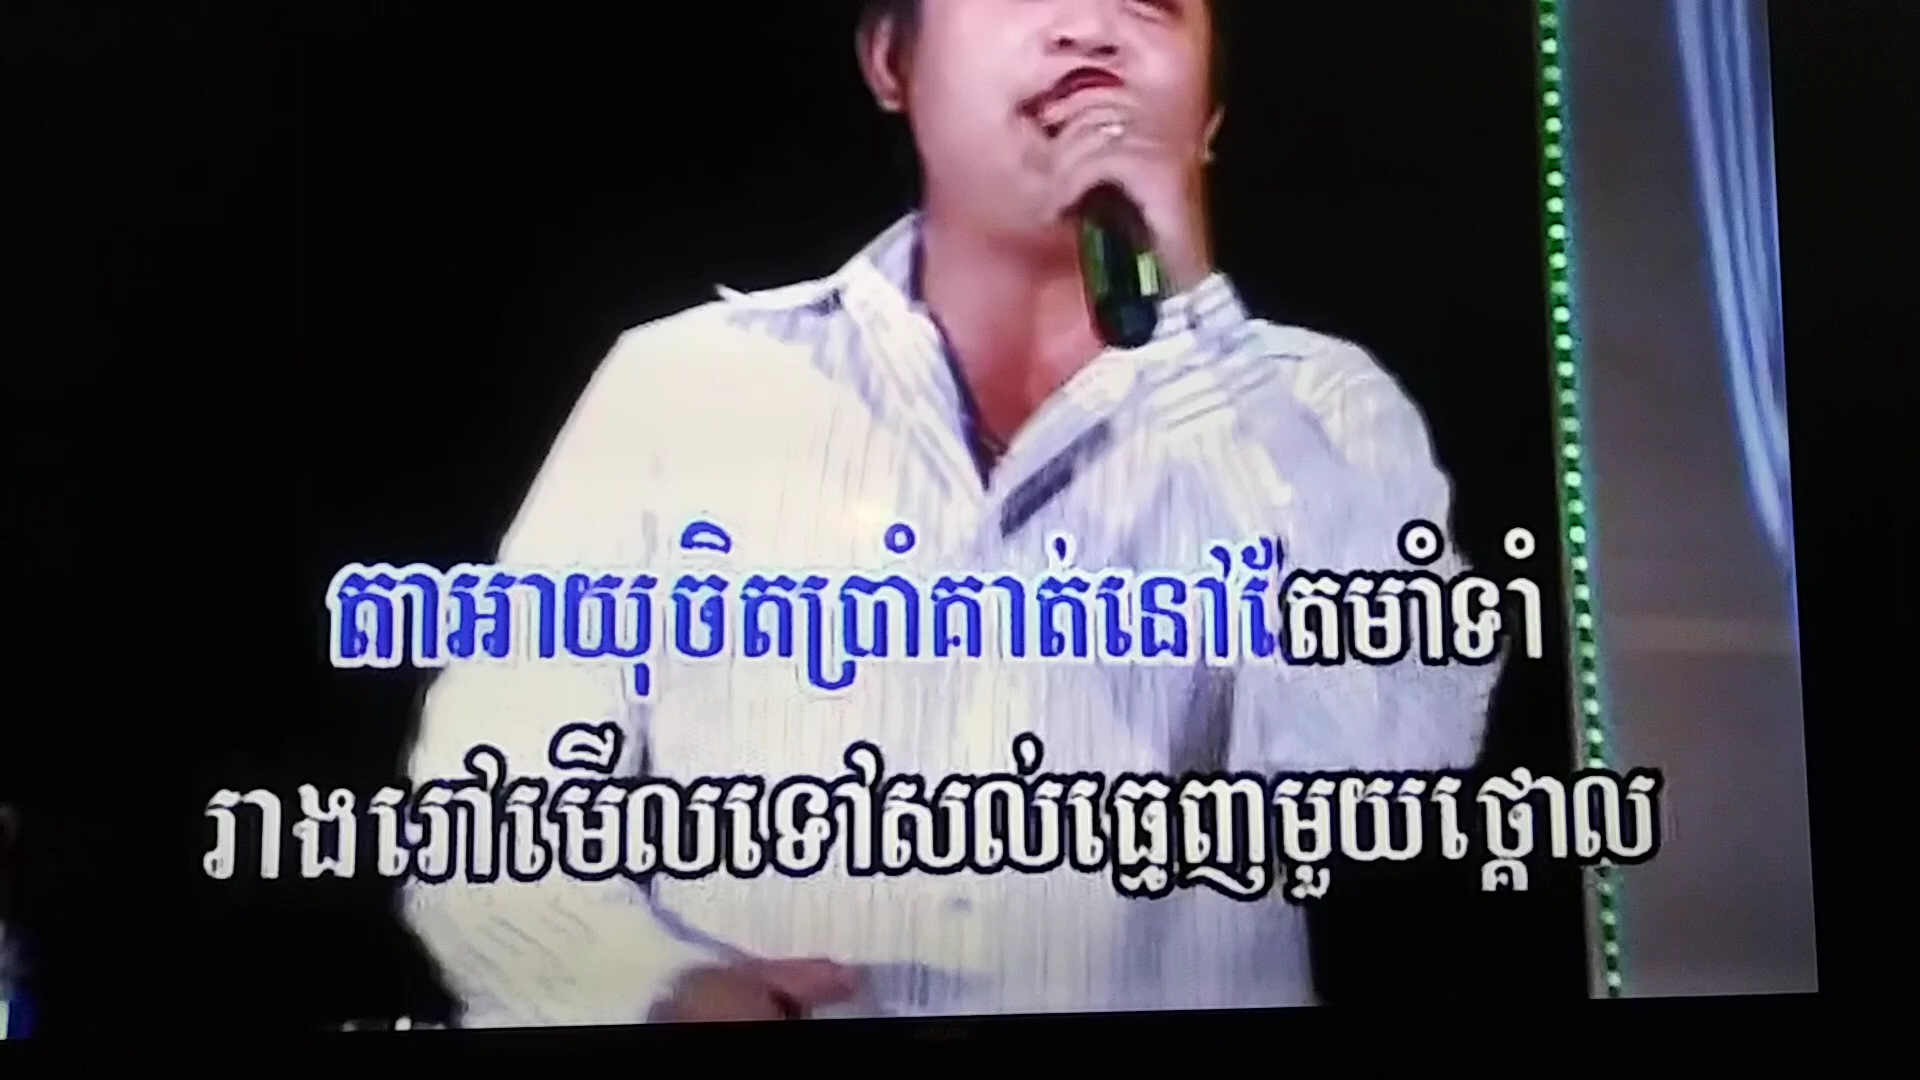 តាអាយុចិតប្រាំគាត់នៅតែមាំទាំ
រាងរៅមើលទៅសល់ធ្មេញមួយថ្គោល